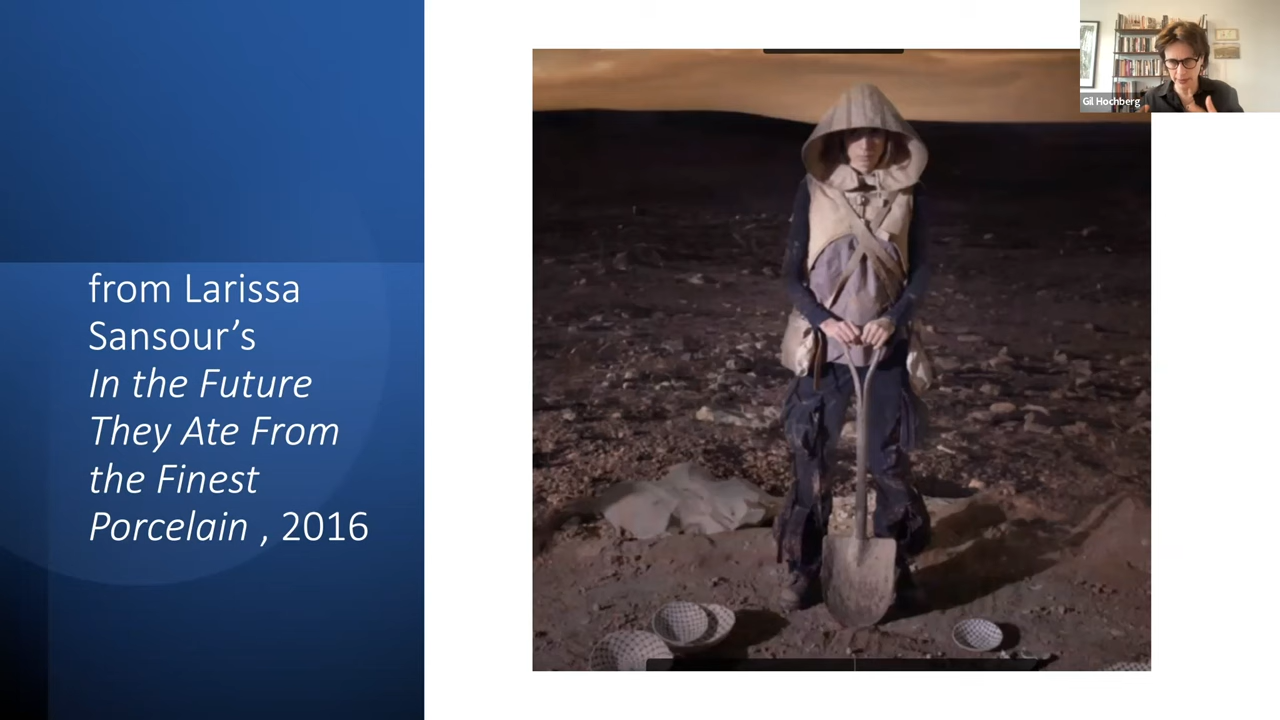 from Larissa
Sansour’s
In the Future
They Ate From
the Finest
Porcelain , 2016
Gil Hochberg